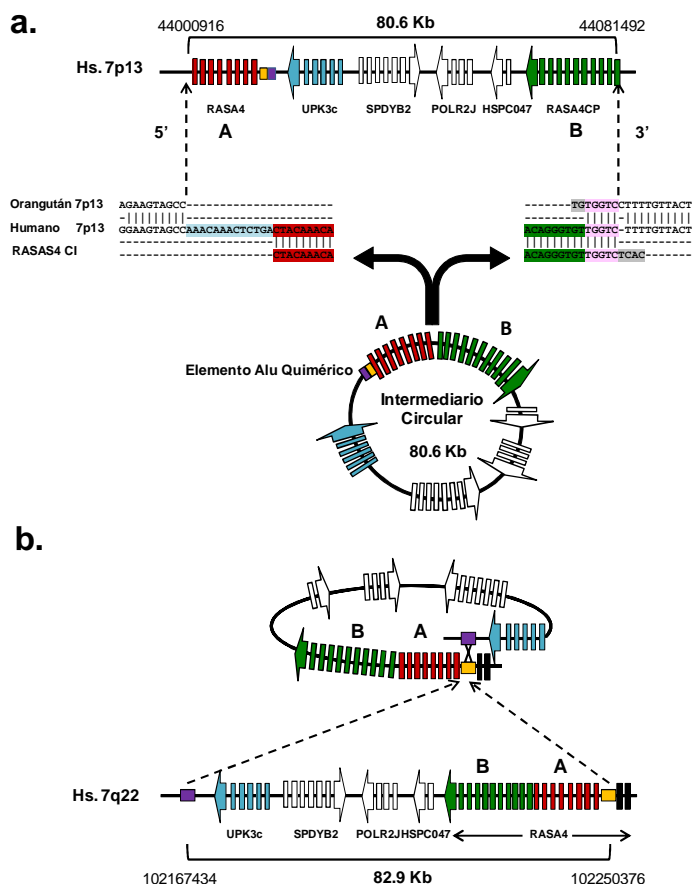 a.
44000916 80.6 Kb 44081492
Hs. 7p13
RASA4 UPK3c SPDYB2 POLR2J HSPC047 RASA4CP
5’ A B 3’
Orangután 7p13 AGAAGTAGCC------------------------ ------TGTGGTCCTTTTGTTACT
Humano 7p13 GGAAGTAGCCAAACAAACTCTGACTACAAACA ACAGGGTGTTGGTC-TTTTGTTACT
RASAS4 CI ------------------------CTACAAACA ACAGGGTGTTGGTCTCAC-------
A B
Elemento Alu Quimérico
Intermediario
Circular
80.6 Kb
b.
B A
B A
Hs. 7q22
UPK3c SPDYB2 POLR2J HSPC047 RASA4
102167434 82.9 Kb 102250376